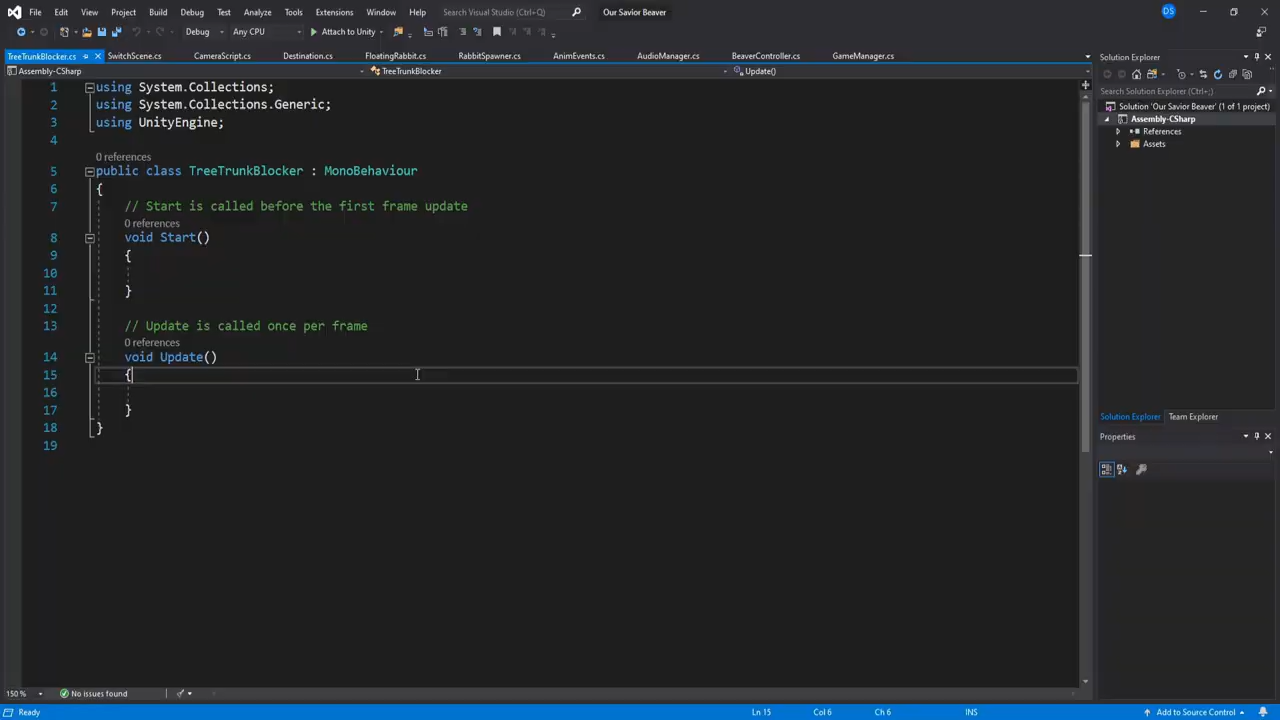 File Edit View Project Build Debug Test Analyze Tools Extensions Window Help Search Visual Studio (Ctrl+Q) Our Savior Beaver DS
Debug Any CPU Attach to Unity
TreeTrunkBlocker.cs SwitchScene.cs CameraScript.cs Destination.cs FloatingRabbit.cs RabbitSpawner.cs AnimEvents.cs AudioManager.cs BeaverController.cs GameManager.cs
Assembly-CSharp TreeTrunkBlocker Update()
1 using System.Collections;
2 using System.Collections.Generic;
3 using UnityEngine;
4
0 references
5 public class TreeTrunkBlocker : MonoBehaviour
6 {
7 // Start is called before the first frame update
0 references
8 void Start()
9 {
10
11 }
12
13 // Update is called once per frame
0 references
14 void Update()
15 {
16
17 }
18 }
19
150 % No issues found
Ready Ln 15 Col 6 Ch 6 INS Add to Source Control
Solution Explorer
Search Solution Explorer (Ctrl+;)
Solution 'Our Savior Beaver' (1 of 1 project)
Assembly-CSharp
References
Assets
Solution Explorer Team Explorer
Properties